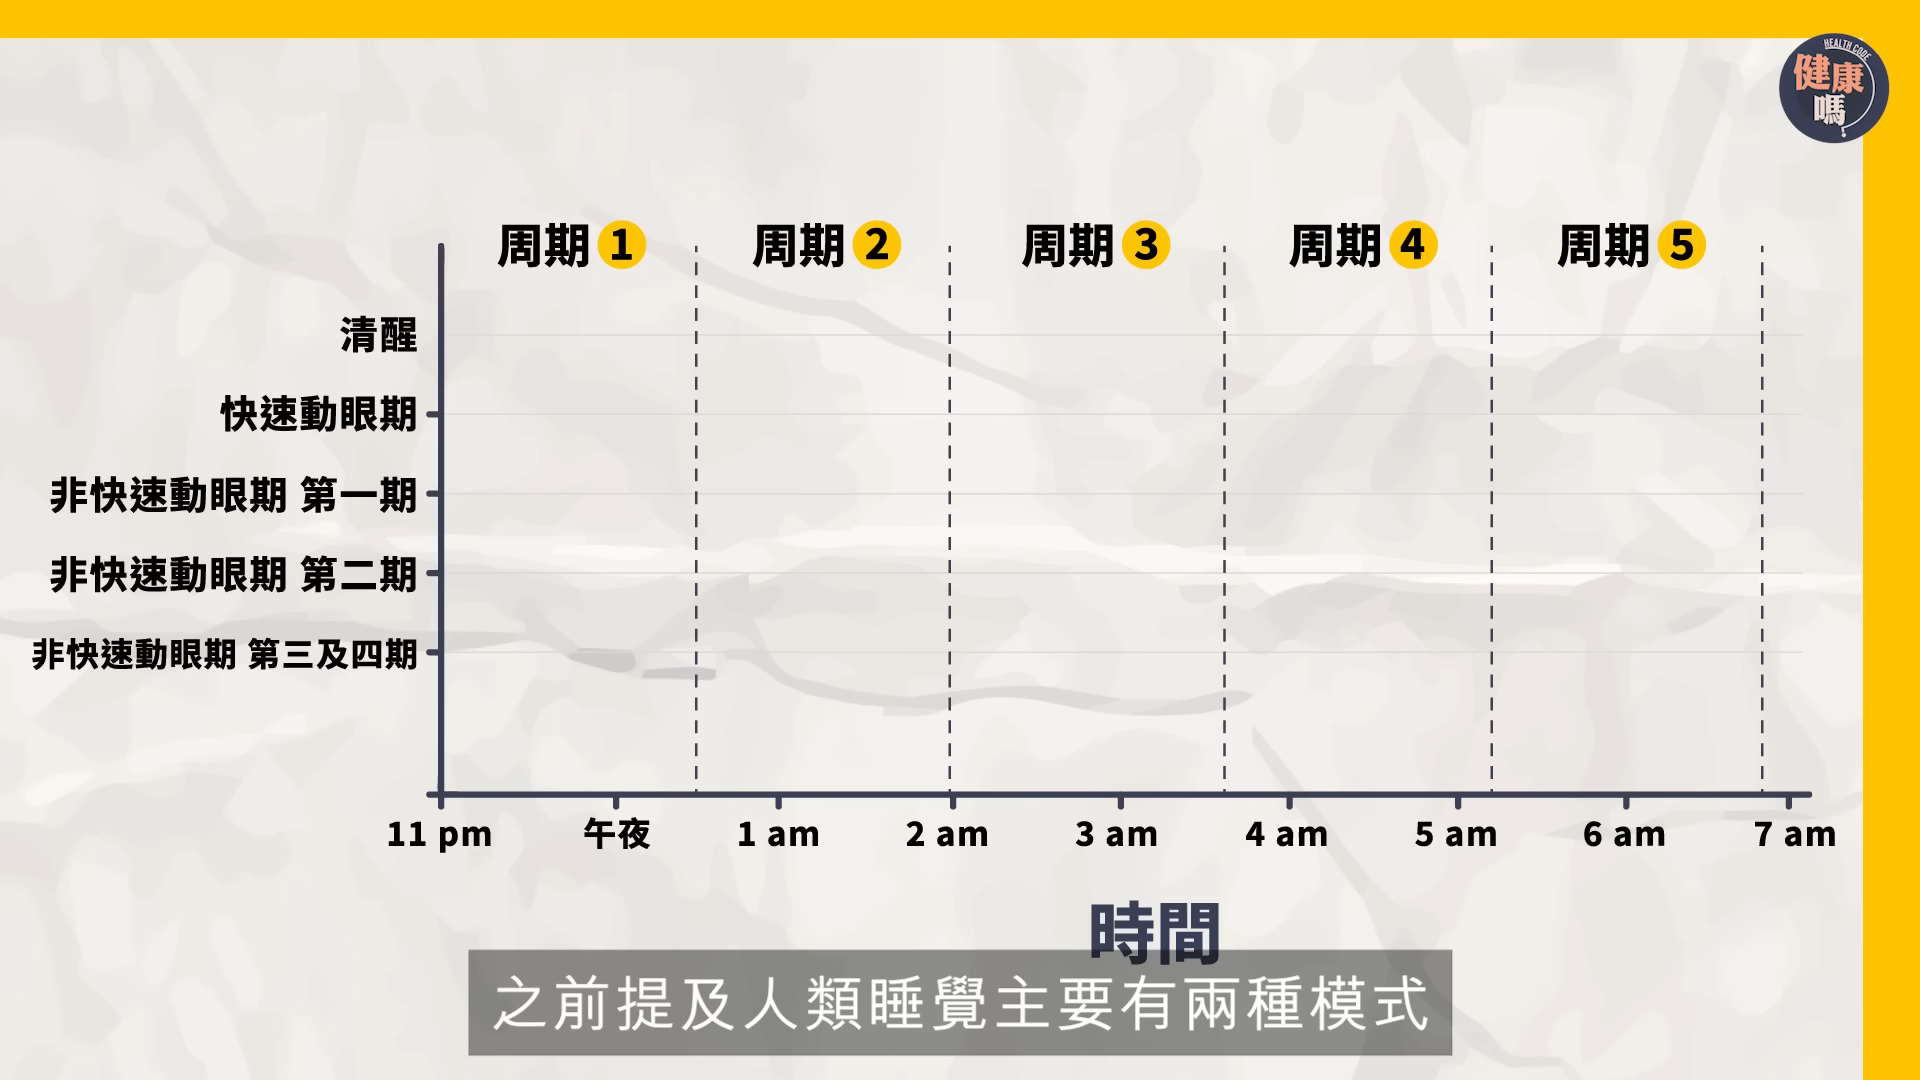 HEALTH CODE
健康
嗎
周期 1 周期 2 周期 3 周期 4 周期 5
清醒
快速動眼期
非快速動眼期 第一期
非快速動眼期 第二期
非快速動眼期 第三及四期
11 pm 午夜 1 am 2 am 3 am 4 am 5 am 6 am 7 am
時間
之前提及人類睡覺主要有兩種模式